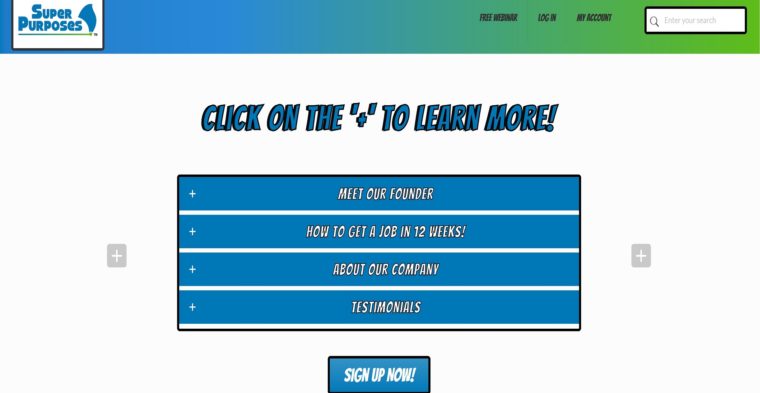 Super
Purposes
TM
FREE WEBINAR LOG IN MY ACCOUNT
Enter your search
CLICK ON THE '+' TO LEARN MORE!
+ MEET OUR FOUNDER
+ HOW TO GET A JOB IN 12 WEEKS!
+ ABOUT OUR COMPANY
+ TESTIMONIALS
SIGN UP NOW!